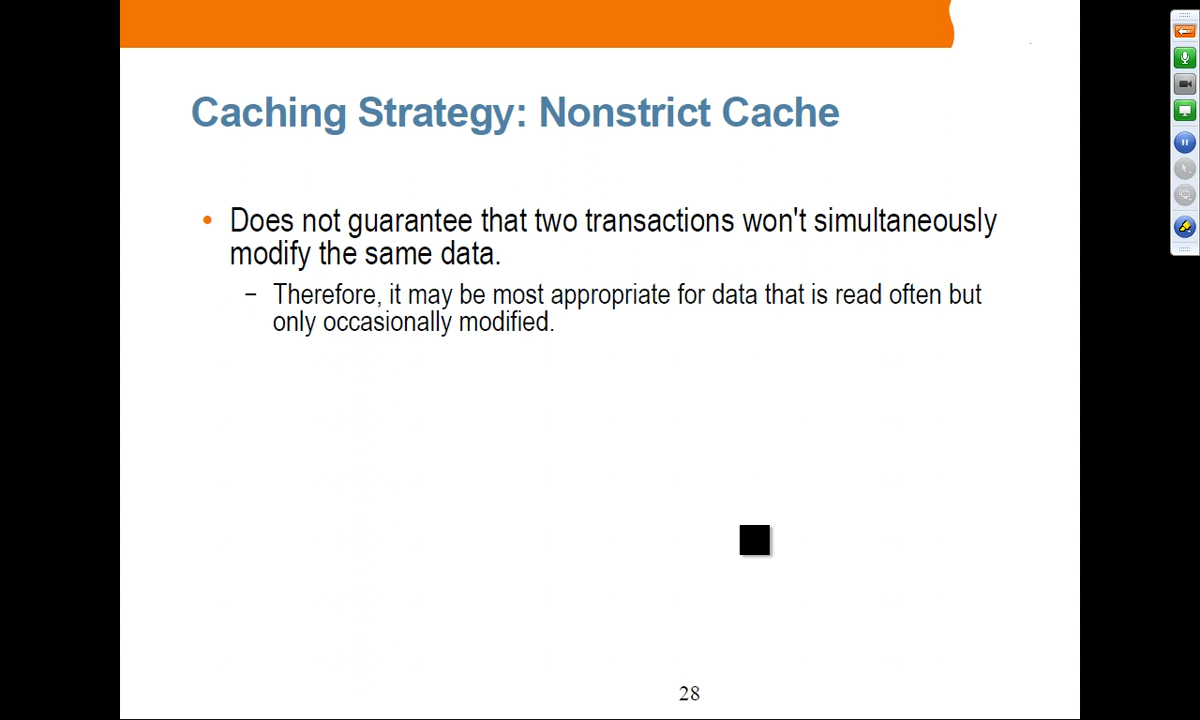 Caching Strategy: Nonstrict Cache
• Does not guarantee that two transactions won't simultaneously
modify the same data.
– Therefore, it may be most appropriate for data that is read often but
only occasionally modified.
28